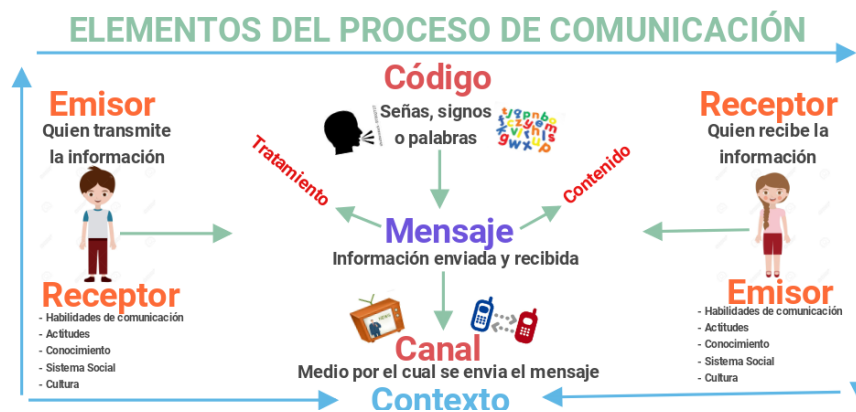 ELEMENTOS DEL PROCESO DE COMUNICACIÓN
Código
Señas, signos
o palabras
Emisor
Quien transmite
la información
Receptor
Quien recibe la
información
Tratamiento
Contenido
Mensaje
Información enviada y recibida
Receptor
- Habilidades de comunicación
- Actitudes
- Conocimiento
- Sistema Social
- Cultura
Emisor
- Habilidades de comunicación
- Actitudes
- Conocimiento
- Sistema Social
- Cultura
Canal
Medio por el cual se envia el mensaje
Contexto